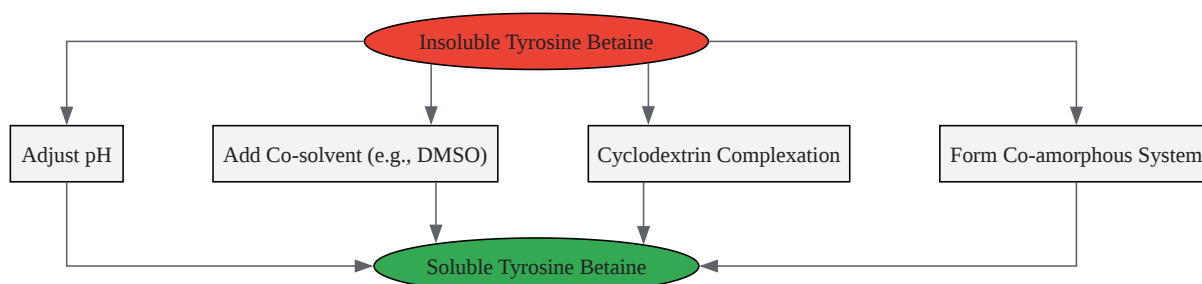 Insoluble Tyrosine Betaine
Adjust pH
Add Co-solvent (e.g., DMSO)
Cyclodextrin Complexation
Form Co-amorphous System
Soluble Tyrosine Betaine